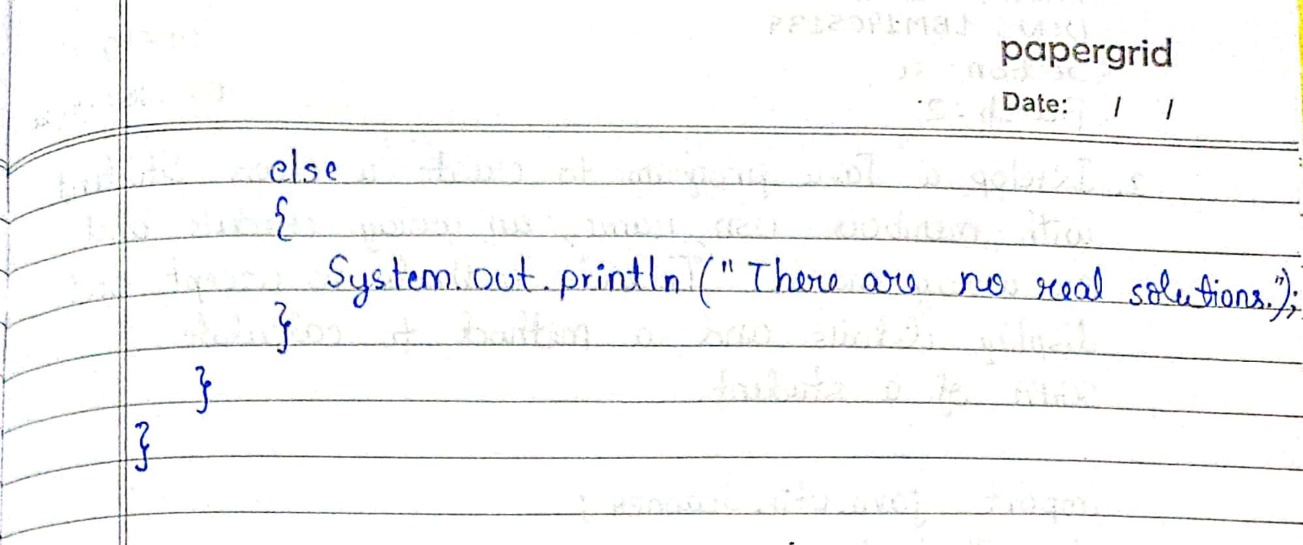 papergrid
Date: / /
else
{
System.out.println (" There are no real solutions.");
}
}
}